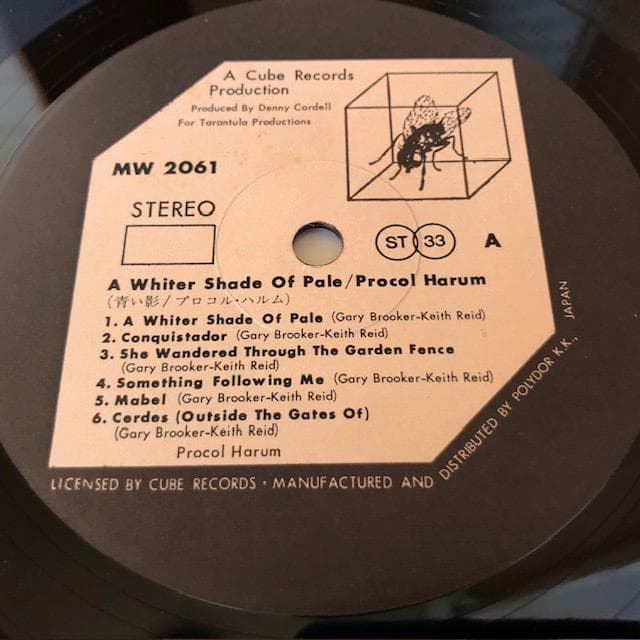 A Cube Records
Production
Produced By Denny Cordell
For Tarantula Productions
MW 2061
STEREO
ST 33
A
A Whiter Shade Of Pale/Procol Harum
(青い影/プロコル・ハルム)
1. A Whiter Shade Of Pale (Gary Brooker-Keith Reid)
2. Conquistador (Gary Brooker-Keith Reid)
3. She Wandered Through The Garden Fence
(Gary Brooker-Keith Reid)
4. Something Following Me (Gary Brooker-Keith Reid)
5. Mabel (Gary Brooker-Keith Reid)
6. Cerdes (Outside The Gates Of)
(Gary Brooker-Keith Reid)
Procol Harum
LICENSED BY CUBE RECORDS · MANUFACTURED AND DISTRIBUTED BY POLYDOR K.K., JAPAN